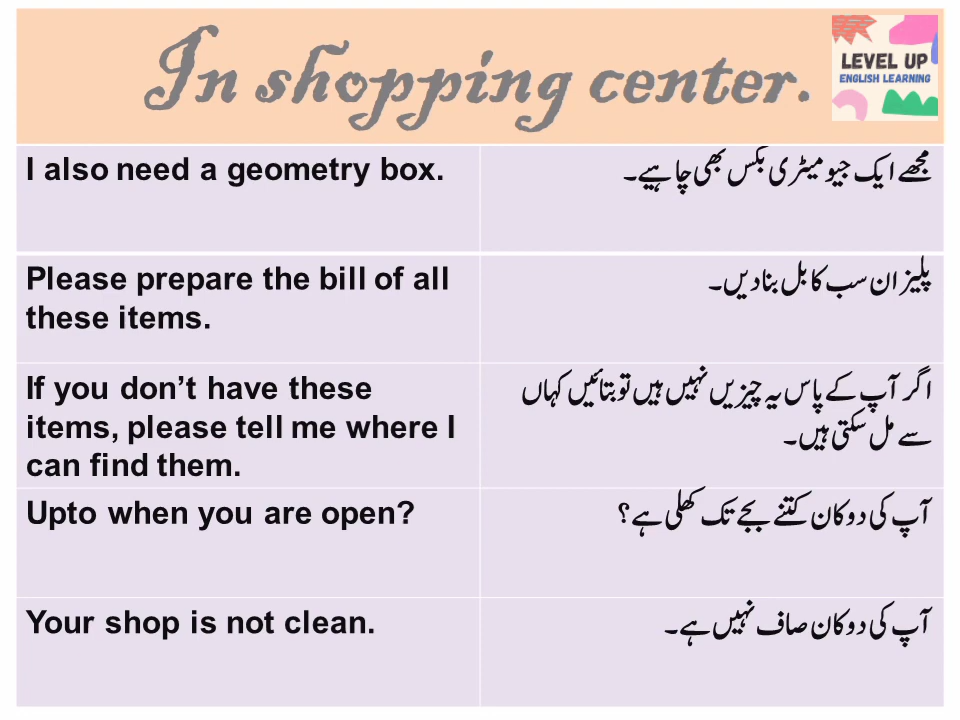 In shopping center.
LEVEL UP
ENGLISH LEARNING
I also need a geometry box.
مجھے ایک جیومیٹری بکس بھی چاہیے۔
Please prepare the bill of all
these items.
پلیز ان سب کا بل بنا دیں۔
If you don’t have these
items, please tell me where I
can find them.
اگر آپ کے پاس یہ چیزیں نہیں ہیں تو بتائیں کہاں
سے مل سکتی ہیں۔
Upto when you are open?
آپ کی دوکان کتنے بجے تک کھلی ہے؟
Your shop is not clean.
آپ کی دوکان صاف نہیں ہے۔